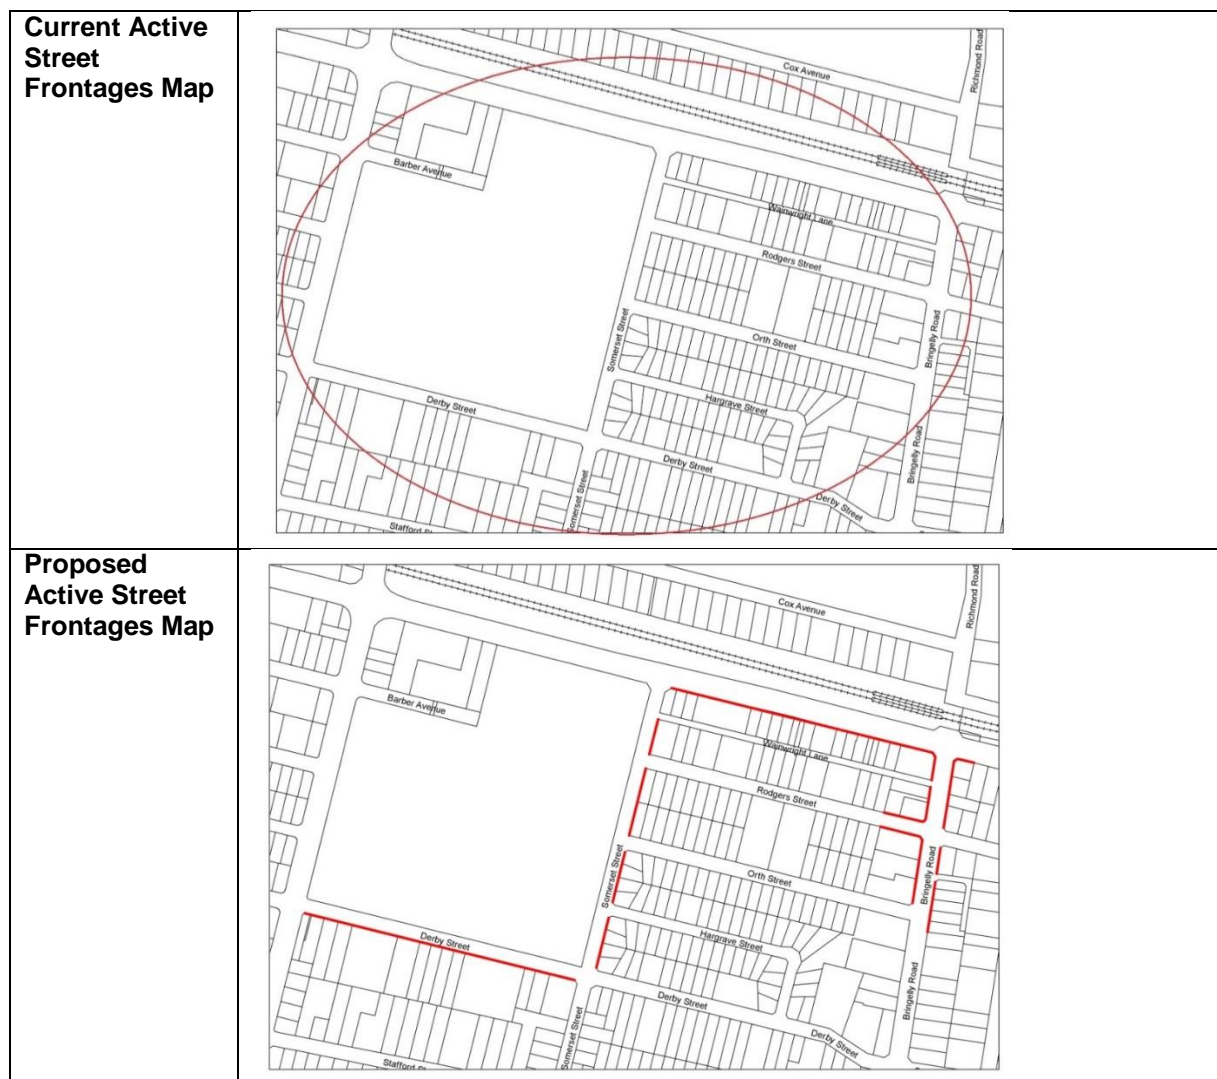 Current Active
Street
Frontages Map
Cox Avenue
Richmond Road
Barber Avenue
Wainwright Lane
Rodgers Street
Somerset Street
Orth Street
Bringelly Road
Derby Street
Hargrave Street
Bringelly Road
Derby Street
Somerset Street
Derby Street
Stafford S
Proposed
Active Street
Frontages Map
Cox Avenue
Richmond Road
Barber Avenue
Wainwright Lane
Rodgers Street
Somerset Street
Orth Street
Bringelly Road
Derby Street
Hargrave Street
Bringelly Road
Derby Street
Somerset Street
Derby Street
Stafford S